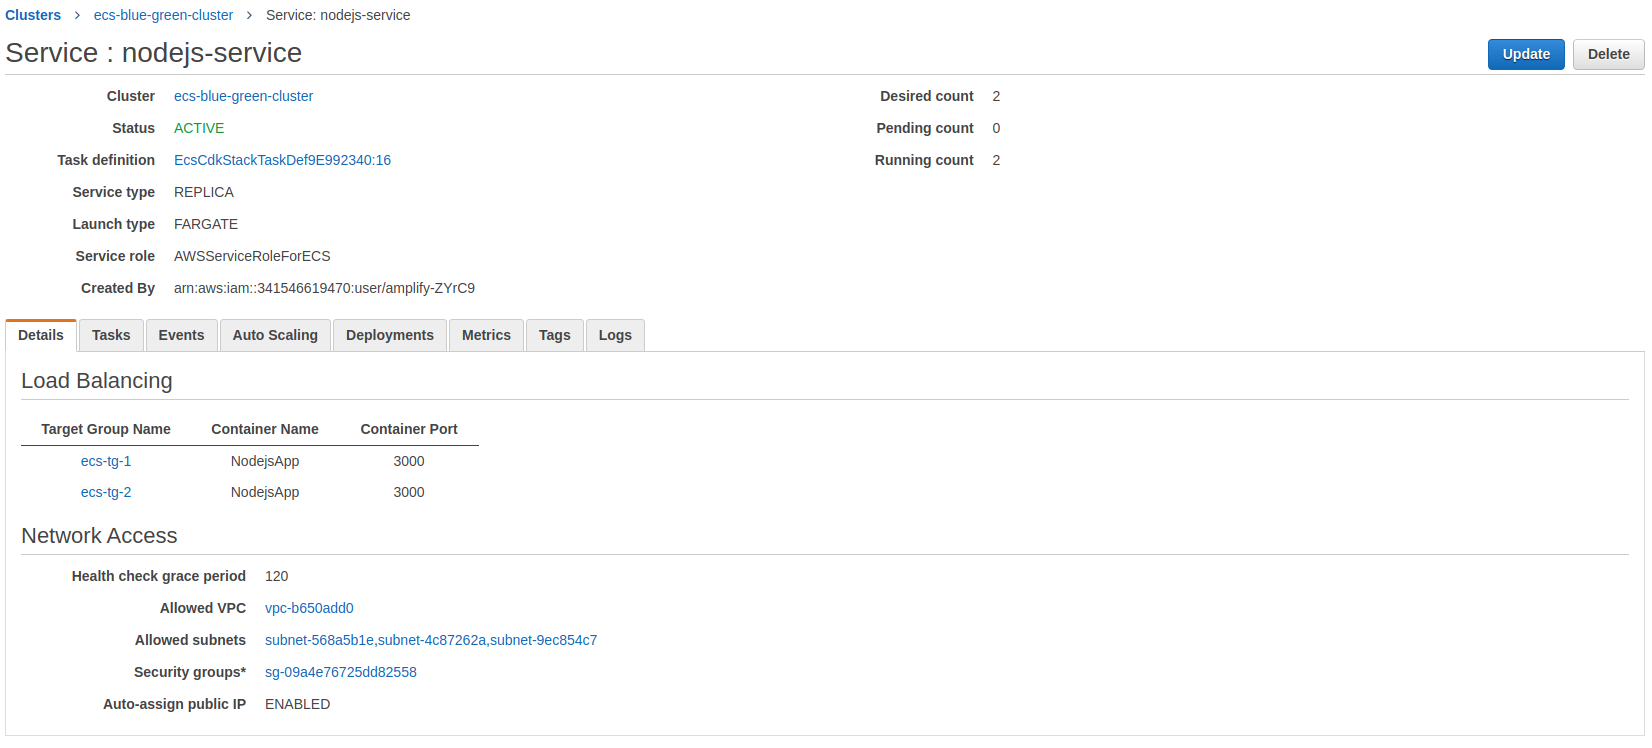 Clusters > ecs-blue-green-cluster > Service: nodejs-service
Service : nodejs-service
Update Delete
Cluster ecs-blue-green-cluster
Status ACTIVE
Task definition EcsCdkStackTaskDef9E992340:16
Service type REPLICA
Launch type FARGATE
Service role AWSServiceRoleForECS
Created By arn:aws:iam::341546619470:user/amplify-ZYrC9
Desired count 2
Pending count 0
Running count 2
Details Tasks Events Auto Scaling Deployments Metrics Tags Logs
Load Balancing
Target Group Name Container Name Container Port
ecs-tg-1 NodejsApp 3000
ecs-tg-2 NodejsApp 3000
Network Access
Health check grace period 120
Allowed VPC vpc-b650add0
Allowed subnets subnet-568a5b1e,subnet-4c87262a,subnet-9ec854c7
Security groups* sg-09a4e76725dd82558
Auto-assign public IP ENABLED